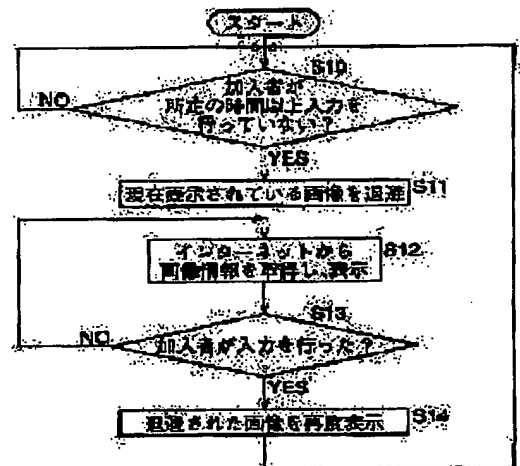 スタート
S10
加入者が
所定の時間以上入力を
行っていない？
NO
YES
現在表示されている画像を退避
S11
インターネットから
画像情報を取得し、表示
S12
S13
加入者が入力を行った？
NO
YES
退避された画像を再度表示
S14